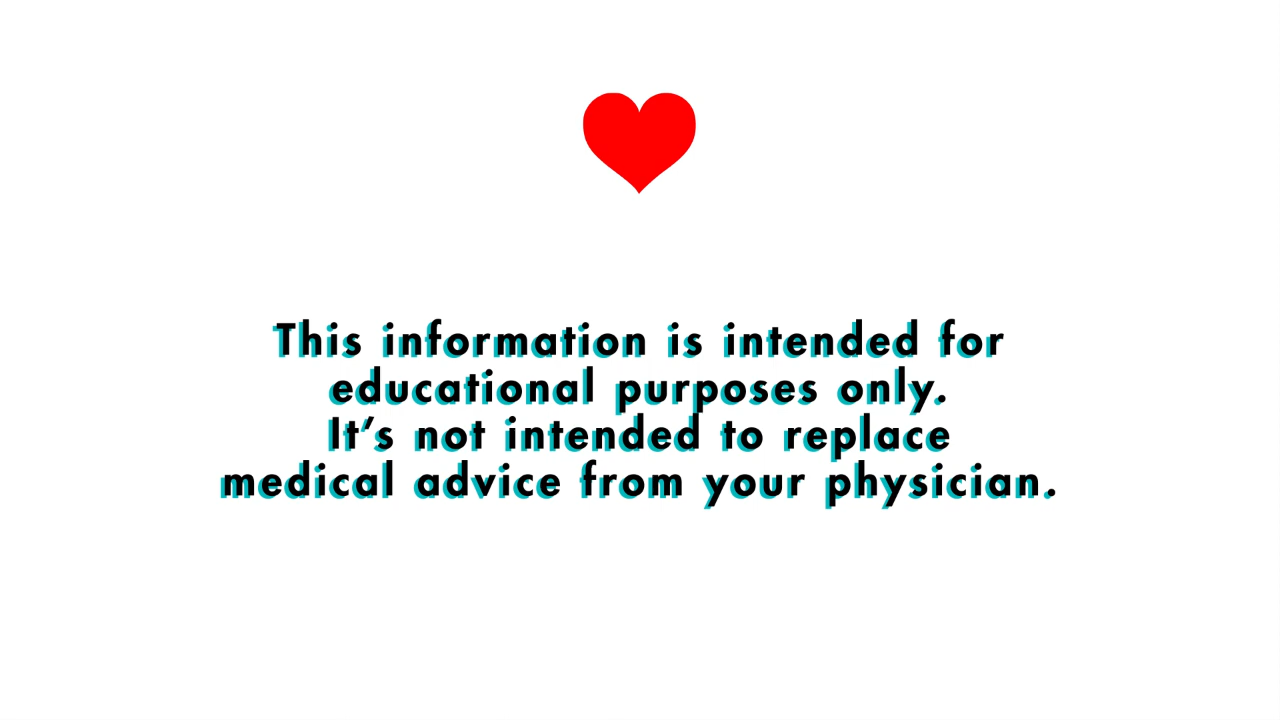 This information is intended for
educational purposes only.
It’s not intended to replace
medical advice from your physician.